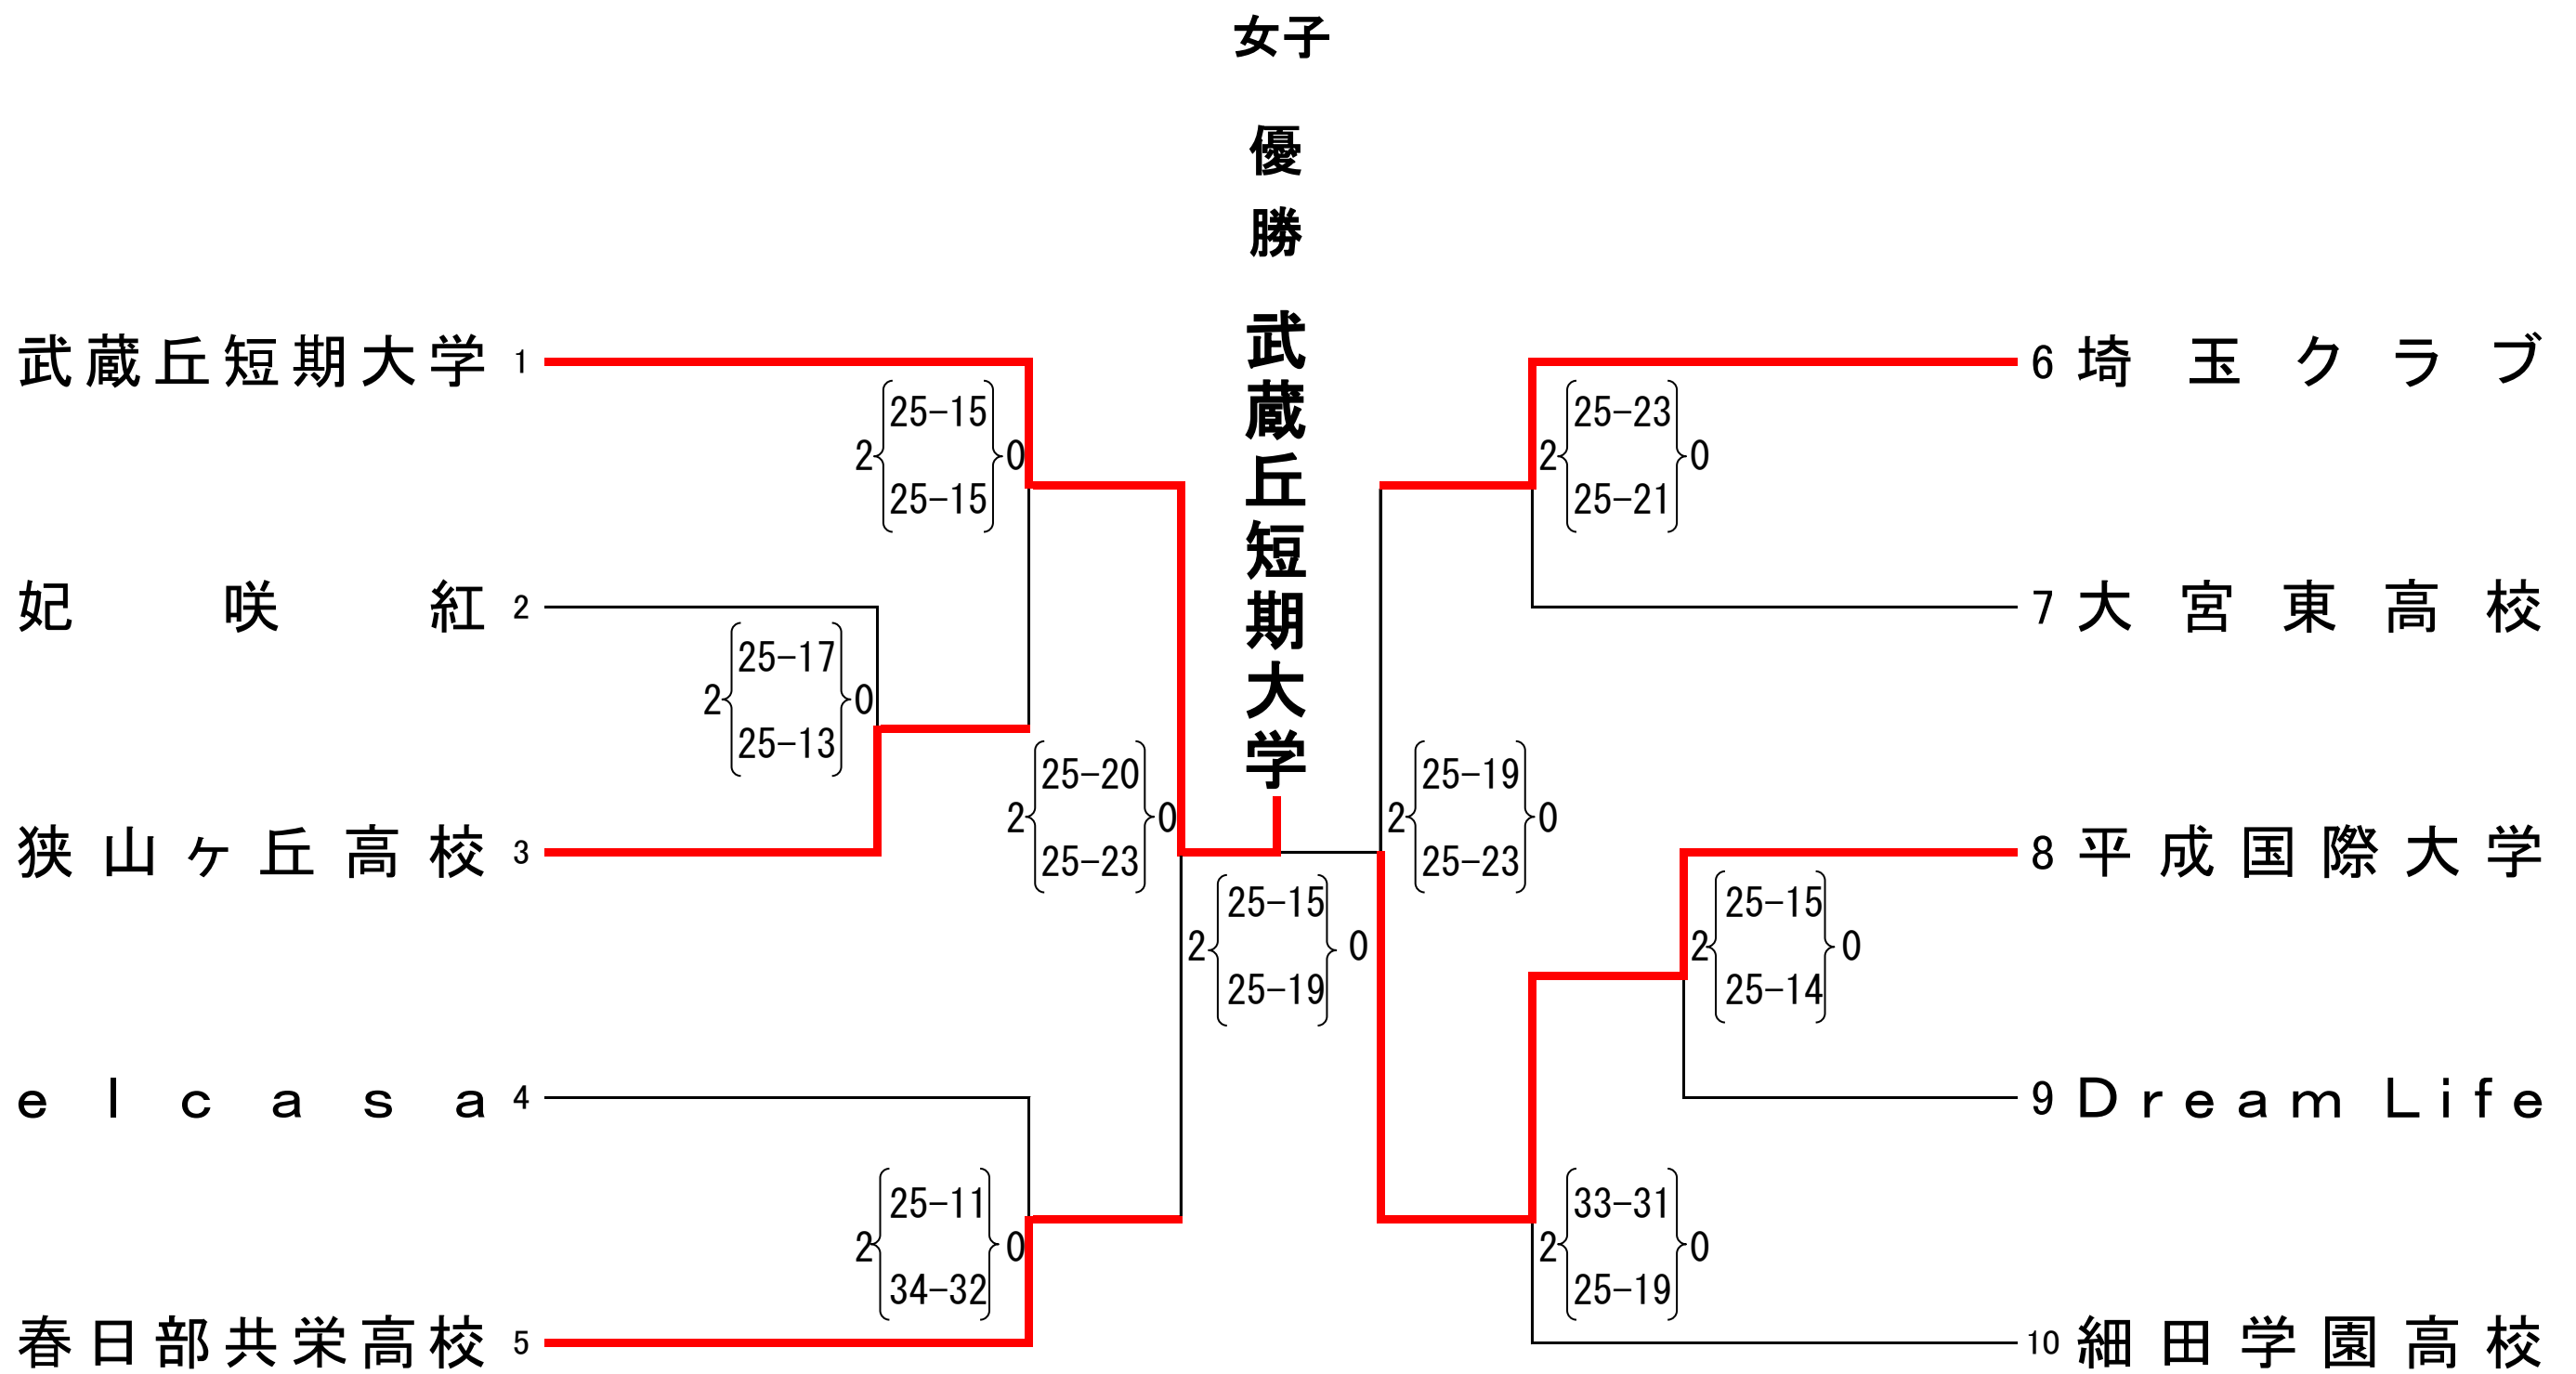 女子
優勝
武蔵丘短期大学
武蔵丘短期大学 1
6 埼玉クラブ
2 25-15 0
25-15
2 25-23 0
25-21
妃咲紅 2
7 大宮東高校
2 25-17 0
25-13
狭山ヶ丘高校 3
8 平成国際大学
2 25-20 0
25-23
2 25-19 0
25-23
2 25-15 0
25-19
2 25-15 0
25-14
elcasa 4
9 Dream Life
2 25-11 0
34-32
2 33-31 0
25-19
春日部共栄高校 5
10 細田学園高校